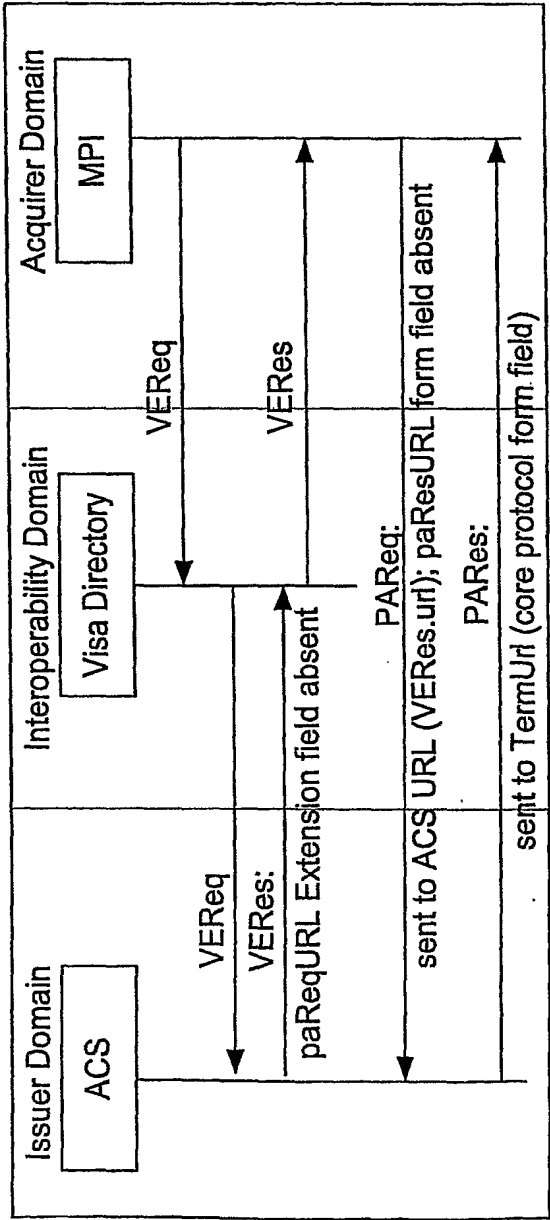 Issuer Domain
Interoperability Domain
Acquirer Domain
ACS
Visa Directory
MPI
VEReq
VEReq
VERes:
paReqURL Extension field absent
VERes
PAReq:
sent to ACS URL (VERes.url); paResURL form field absent
PARes:
sent to TermUrl (core protocol form field)